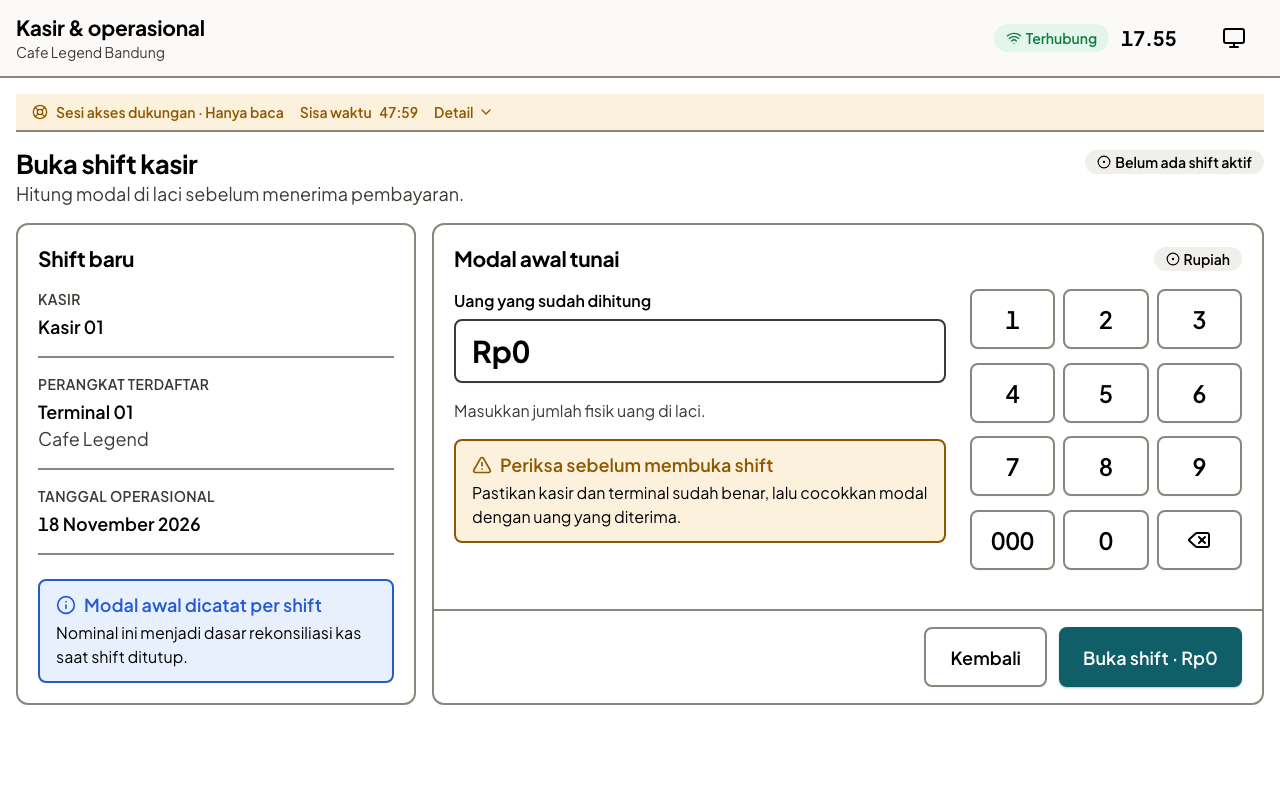 Kasir & operasional
Cafe Legend Bandung
Terhubung
17.55
Sesi akses dukungan · Hanya baca
Sisa waktu 47:59
Detail
Buka shift kasir
Belum ada shift aktif
Hitung modal di laci sebelum menerima pembayaran.
Shift baru
KASIR
Kasir 01
PERANGKAT TERDAFTAR
Terminal 01
Cafe Legend
TANGGAL OPERASIONAL
18 November 2026
Modal awal dicatat per shift
Nominal ini menjadi dasar rekonsiliasi kas
saat shift ditutup.
Modal awal tunai
Rupiah
Uang yang sudah dihitung
Rp0
Masukkan jumlah fisik uang di laci.
Periksa sebelum membuka shift
Pastikan kasir dan terminal sudah benar, lalu cocokkan modal
dengan uang yang diterima.
1 2 3
4 5 6
7 8 9
000 0
Kembali
Buka shift · Rp0